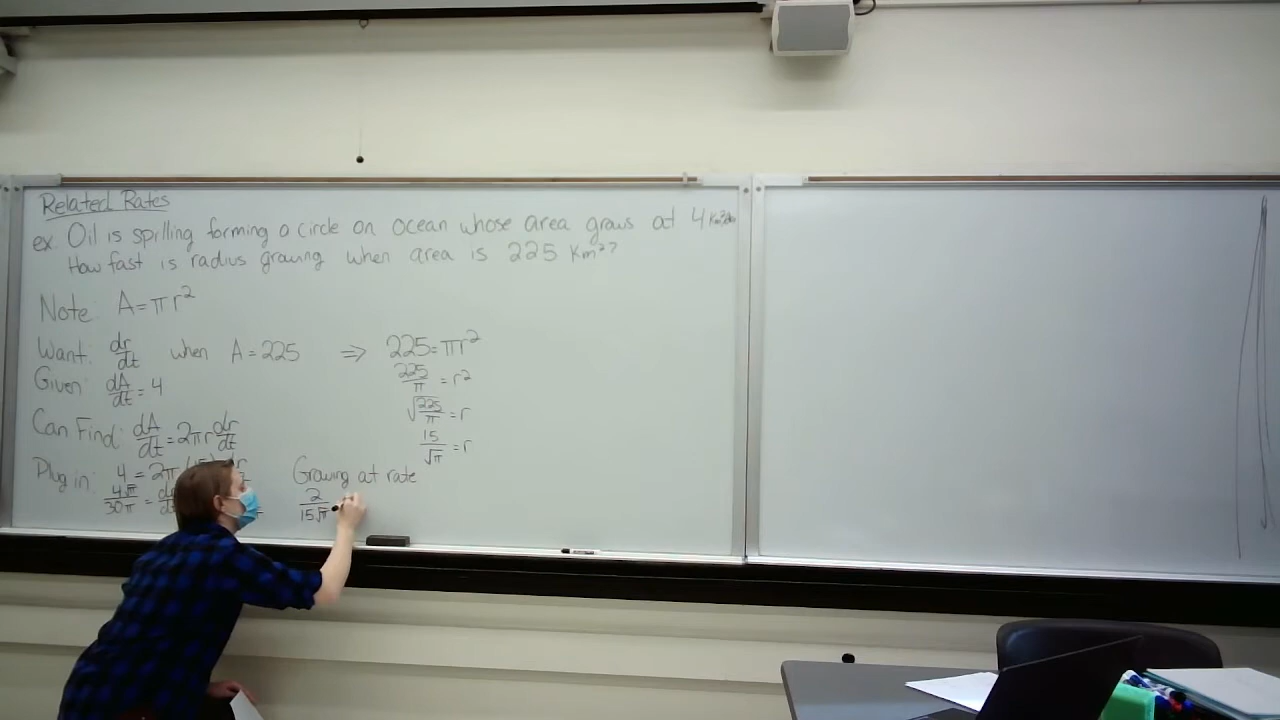 Related Rates
ex. Oil is spilling forming a circle on ocean whose area grows at 4
How fast is radius growing when area is 225 Km²?
Note: A=πr²
Want: dr/dt when A=225 ⇒ 225=πr²
Given: dA/dt=4
225/π=r²
√225/π=r
Can Find: dA/dt=2πr dr/dt
15/√π=r
Plug in: 4=2π
4√π/30π=
Growing at rate
2/15√π